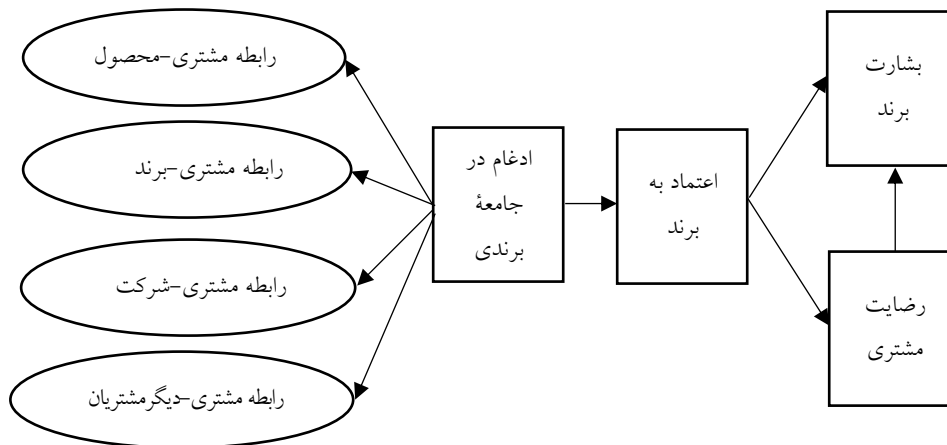 رابطه مشتری-محصول
رابطه مشتری-برند
رابطه مشتری-شرکت
رابطه مشتری-دیگرمشتریان
ادغام در
جامعۀ
برندی
اعتماد به
برند
بشارت
برند
رضایت
مشتری